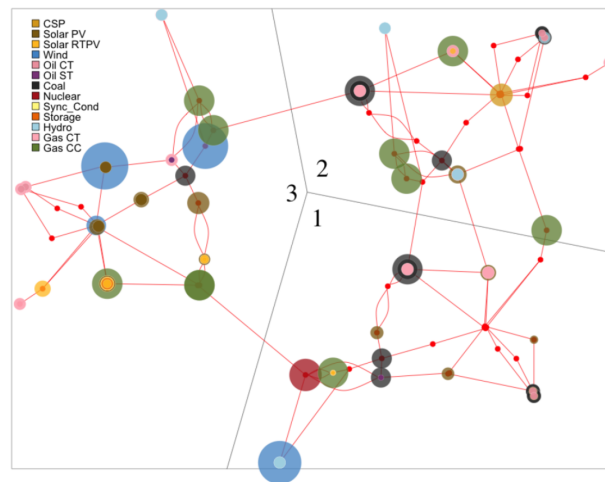 CSP
Solar PV
Solar RTPV
Wind
Oil CT
Oil ST
Coal
Nuclear
Sync_Cond
Storage
Hydro
Gas CT
Gas CC
2
3
1